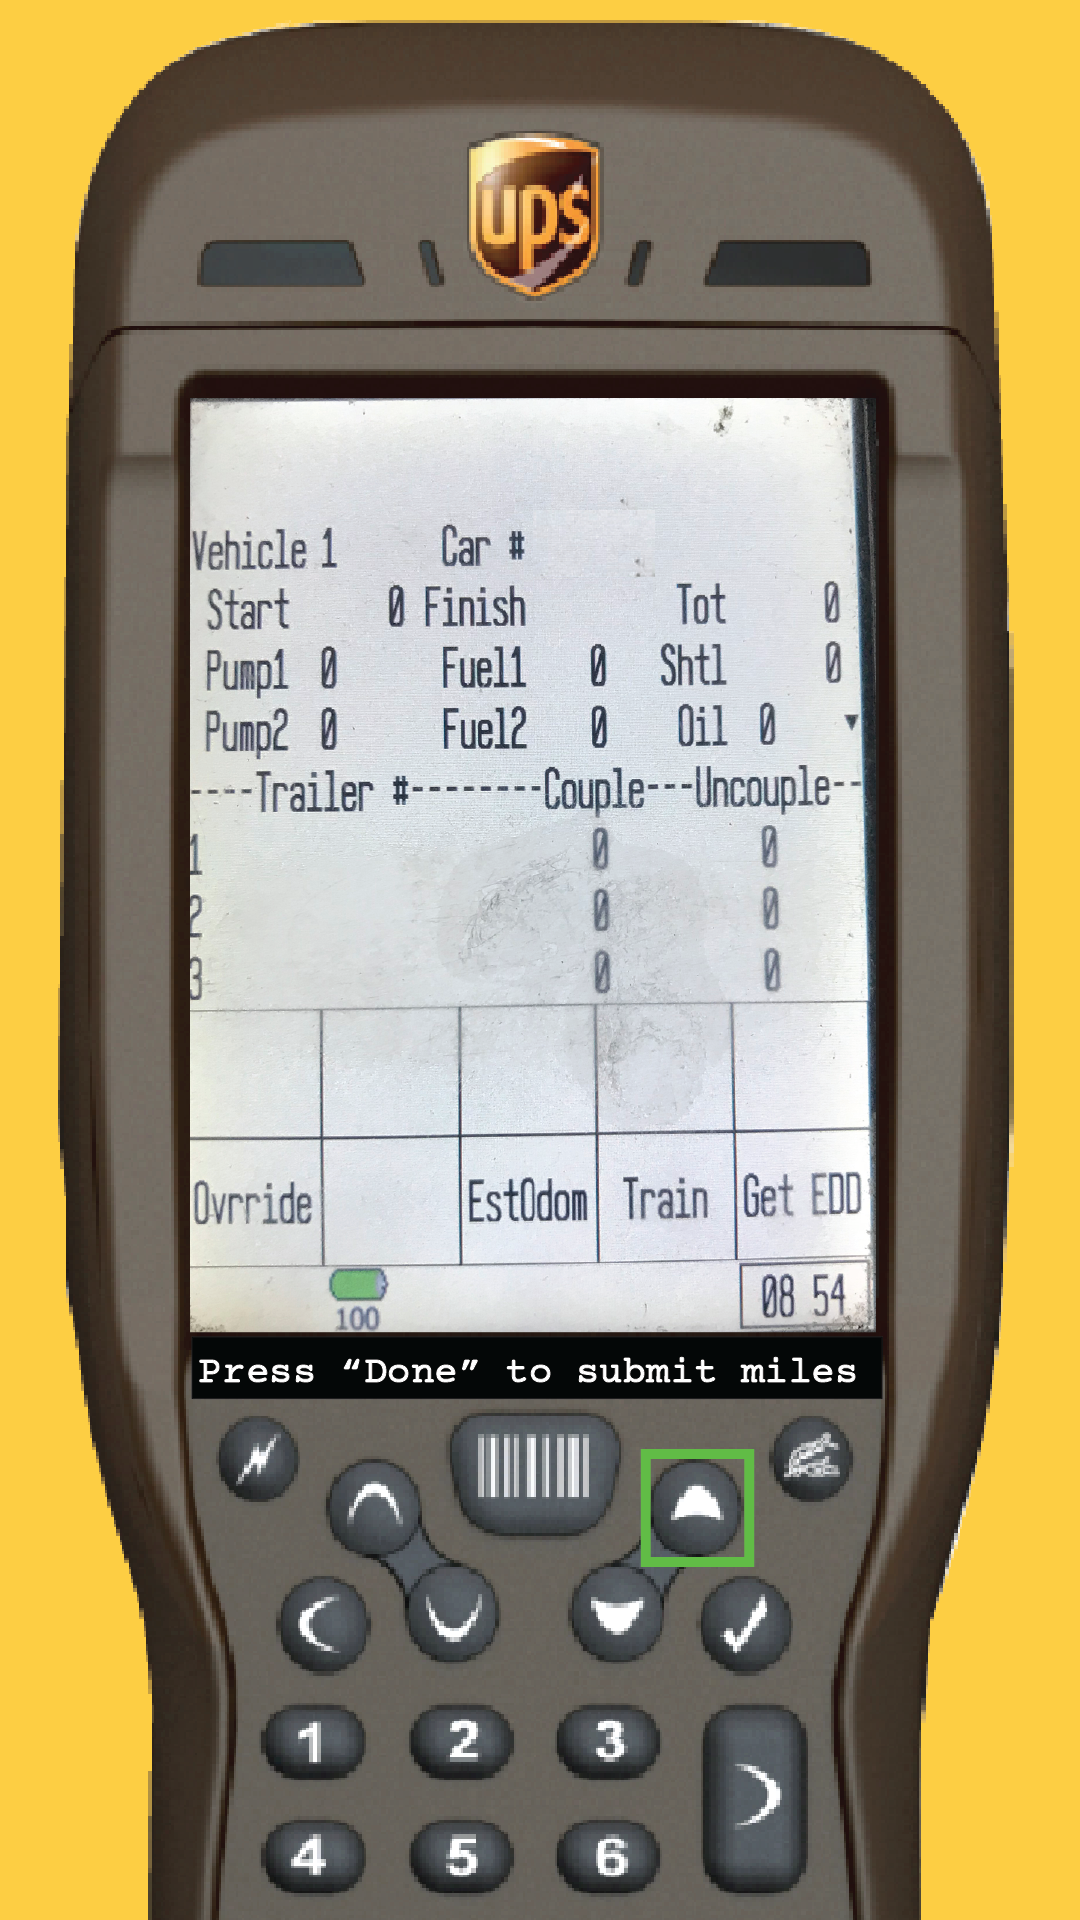 ups
Vehicle 1 Car #
Start 0 Finish Tot 0
Pump1 0 Fuel1 0 Shtl 0
Pump2 0 Fuel2 0 Oil 0 ▼
----Trailer #--------Couple---Uncouple--
1 0 0
2 0 0
3 0 0
Ovrride EstOdom Train Get EDD
100 08 54
Press “Done” to submit miles
1 2 3
4 5 6